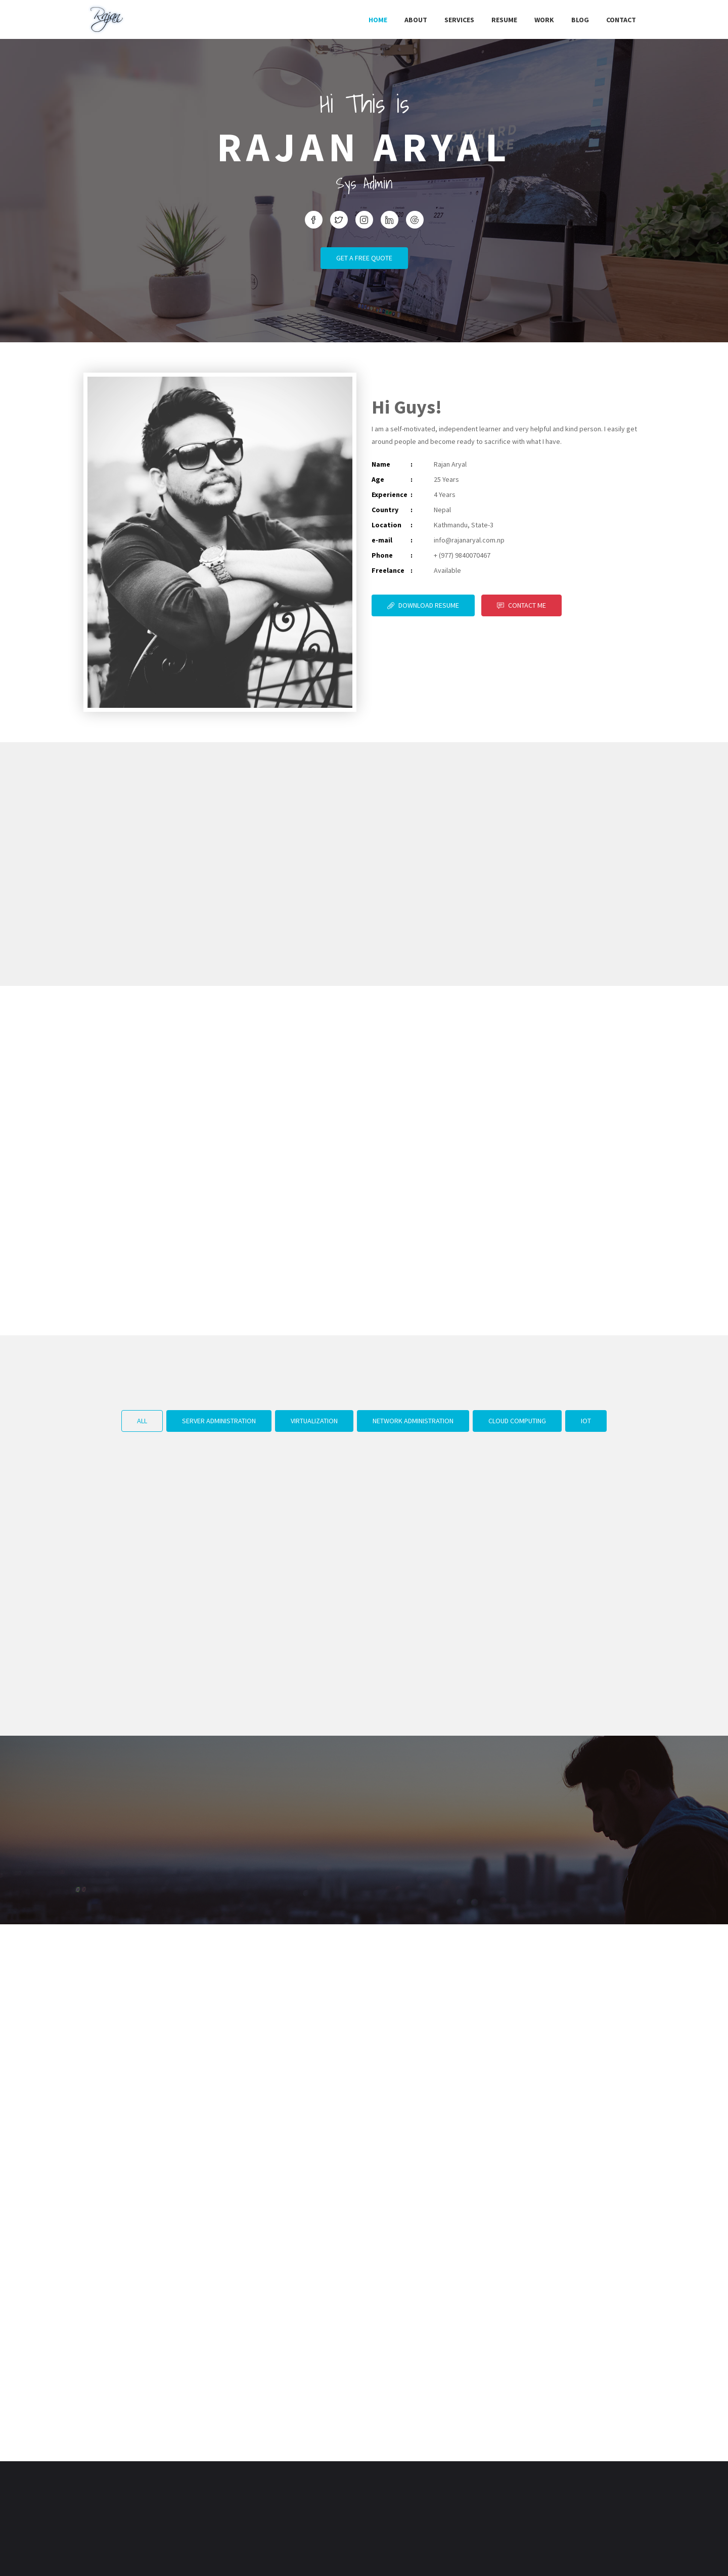 Rajan
HOME ABOUT SERVICES RESUME WORK BLOG CONTACT
Hi This is
RAJAN ARYAL
Sys Admin
GET A FREE QUOTE
Hi Guys!
I am a self-motivated, independent learner and very helpful and kind person. I easily get
around people and become ready to sacrifice with what I have.
Name : Rajan Aryal
Age : 25 Years
Experience : 4 Years
Country : Nepal
Location : Kathmandu, State-3
e-mail : info@rajanaryal.com.np
Phone : + (977) 9840070467
Freelance : Available
DOWNLOAD RESUME CONTACT ME
ALL SERVER ADMINISTRATION VIRTUALIZATION NETWORK ADMINISTRATION CLOUD COMPUTING IOT